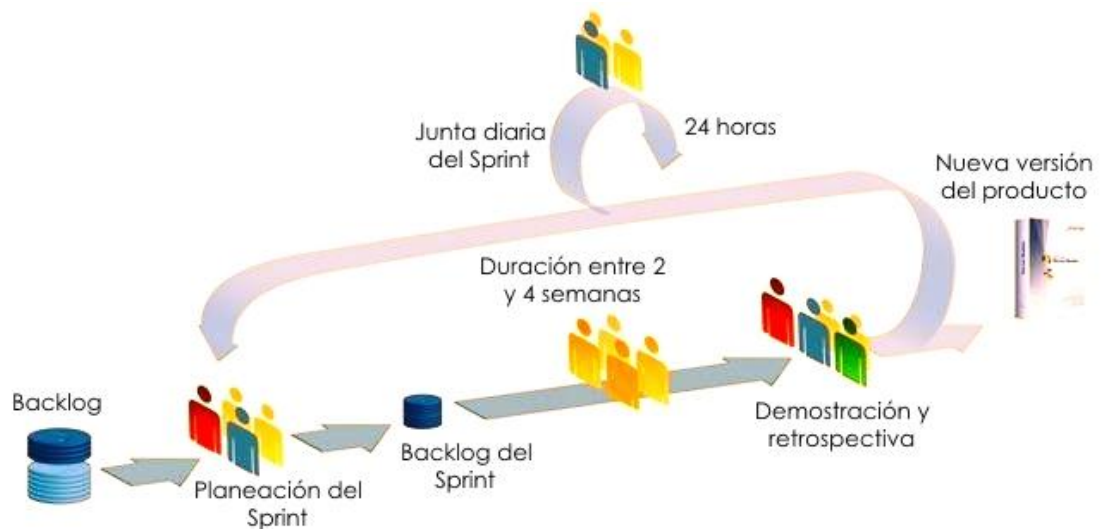 Junta diaria
del Sprint
24 horas
Nueva versión
del producto
Duración entre 2
y 4 semanas
Backlog
Planeación del
Sprint
Backlog del
Sprint
Demostración y
retrospectiva